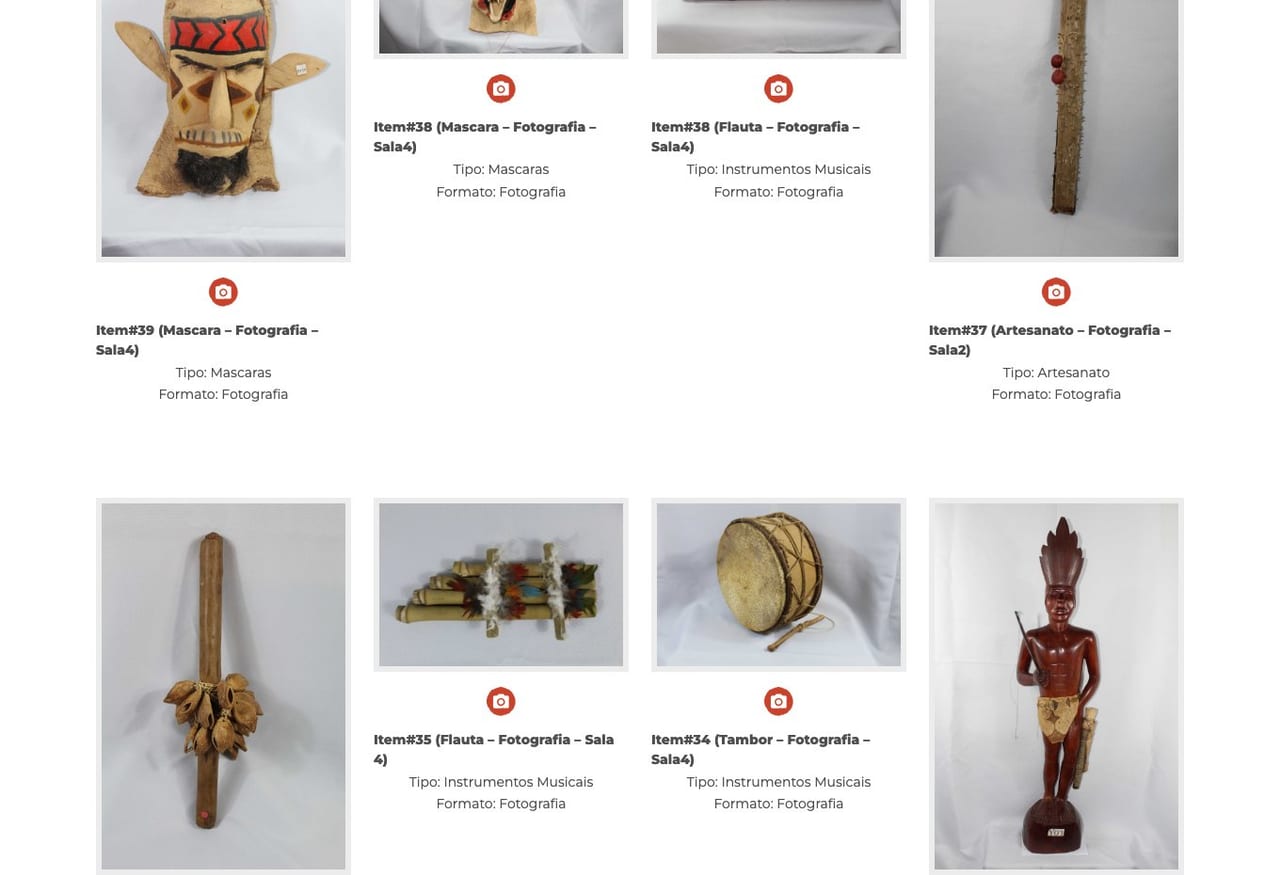 Item#38 (Mascara – Fotografia –
Sala4)
Tipo: Mascaras
Formato: Fotografia
Item#38 (Flauta – Fotografia –
Sala4)
Tipo: Instrumentos Musicais
Formato: Fotografia
Item#39 (Mascara – Fotografia –
Sala4)
Tipo: Mascaras
Formato: Fotografia
Item#37 (Artesanato – Fotografia –
Sala2)
Tipo: Artesanato
Formato: Fotografia
Item#35 (Flauta – Fotografia – Sala
4)
Tipo: Instrumentos Musicais
Formato: Fotografia
Item#34 (Tambor – Fotografia –
Sala4)
Tipo: Instrumentos Musicais
Formato: Fotografia